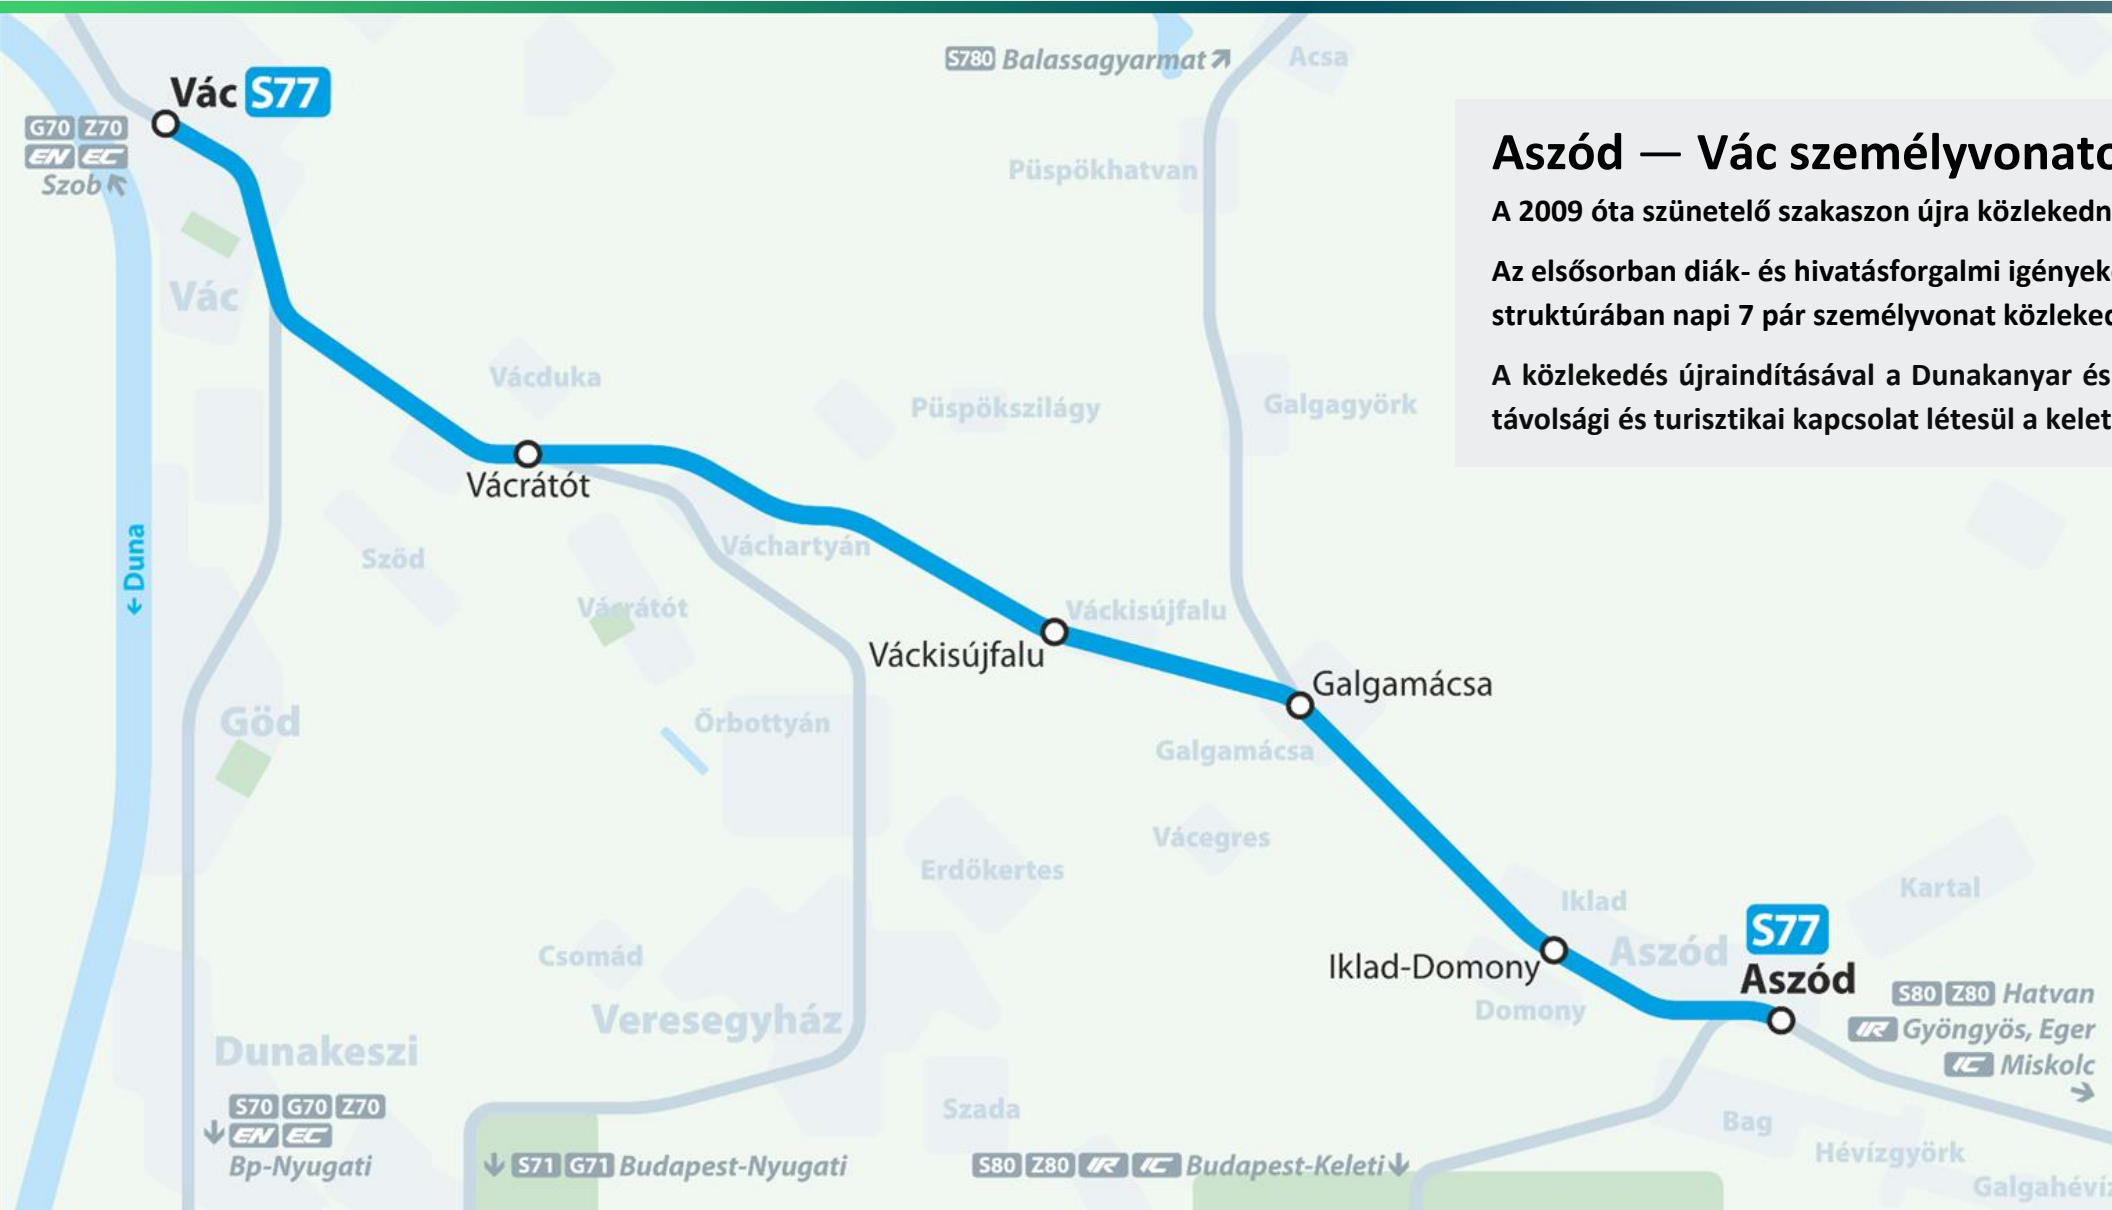 S780 Balassagyarmat
Acsa
Vác S77
G70 Z70
EN EC
Szob
Püspökhatvan
Aszód — Vác személyvonato
A 2009 óta szünetelő szakaszon újra közlekedn
Az elsősorban diák- és hivatásforgalmi igényeke
struktúrában napi 7 pár személyvonat közleked
A közlekedés újraindításával a Dunakanyar és
távolsági és turisztikai kapcsolat létesül a kelet
Vác
Vácduka
Püspökszilágy
Galgagyörk
Vácrátót
Duna
Sződ
Váchartyán
Vácrátót
Váckisújfalu
Váckisújfalu
Galgamácsa
Göd
Őrbottyán
Galgamácsa
Vácegres
Erdőkertes
Iklad
Kartal
S77
Aszód
Aszód
Iklad-Domony
Csomád
Domony
Veresegyház
S80 Z80 Hatvan
IR Gyöngyös, Eger
IC Miskolc
Dunakeszi
S70 G70 Z70
EN EC
Bp-Nyugati
Szada
Bag
S71 G71 Budapest-Nyugati
S80 Z80 IR IC Budapest-Keleti
Hévízgyörk
Galgahévíz